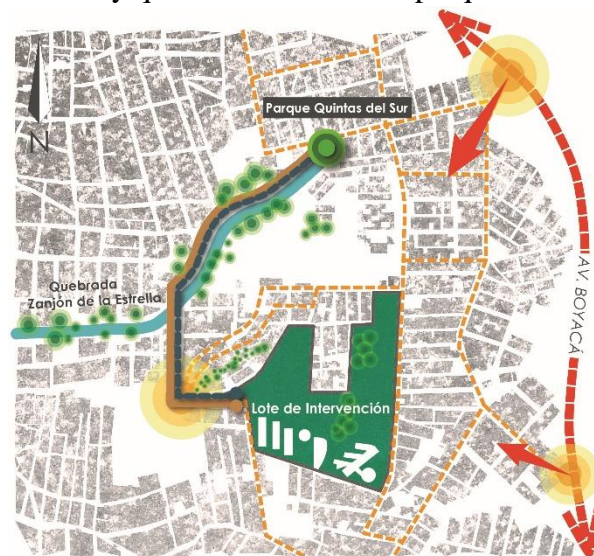 N
Parque Quintas del Sur
Quebrada
Zanjón de la Estrella
AV. BOYACÁ
Lote de Intervención